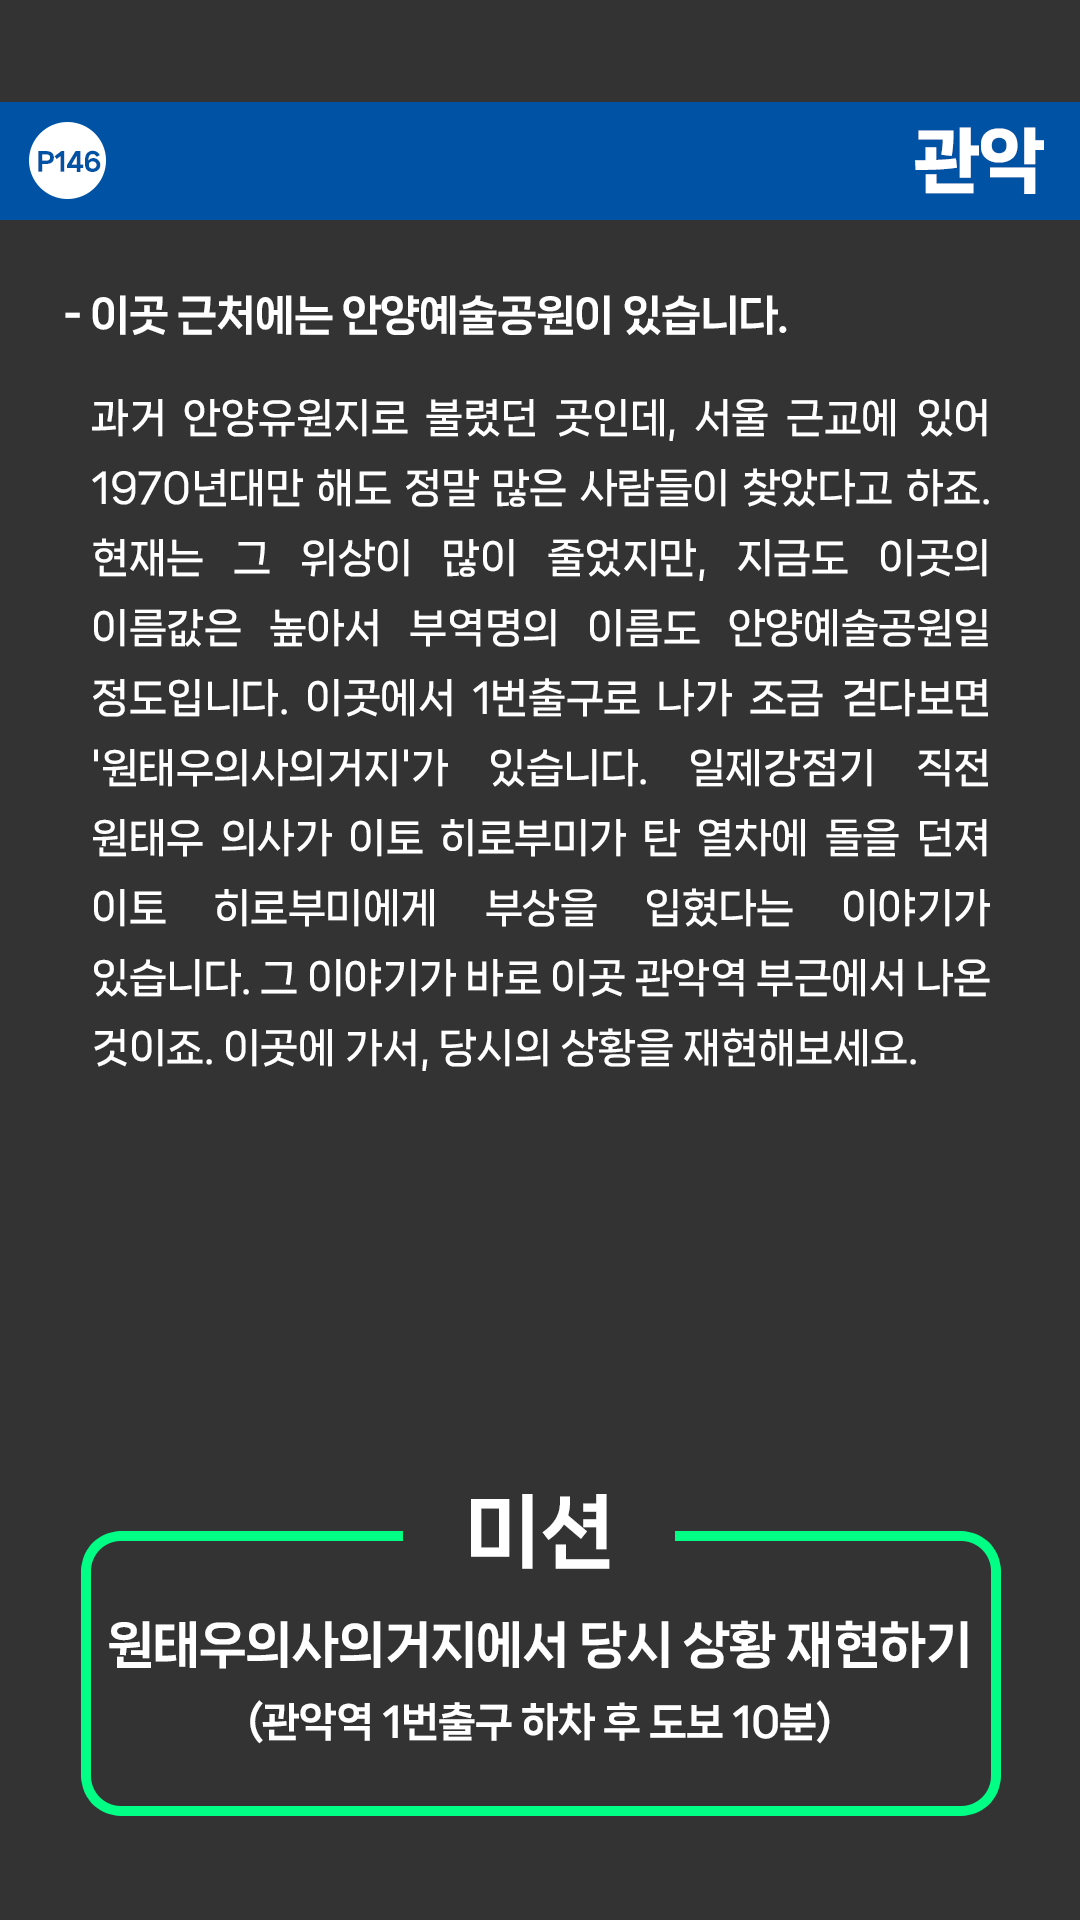 P146
관악
- 이곳 근처에는 안양예술공원이 있습니다.
과거 안양유원지로 불렸던 곳인데, 서울 근교에 있어
1970년대만 해도 정말 많은 사람들이 찾았다고 하죠.
현재는 그 위상이 많이 줄었지만, 지금도 이곳의
이름값은 높아서 부역명의 이름도 안양예술공원일
정도입니다. 이곳에서 1번출구로 나가 조금 걷다보면
'원태우의사의거지'가 있습니다. 일제강점기 직전
원태우 의사가 이토 히로부미가 탄 열차에 돌을 던져
이토 히로부미에게 부상을 입혔다는 이야기가
있습니다. 그 이야기가 바로 이곳 관악역 부근에서 나온
것이죠. 이곳에 가서, 당시의 상황을 재현해보세요.
미션
원태우의사의거지에서 당시 상황 재현하기
(관악역 1번출구 하차 후 도보 10분)